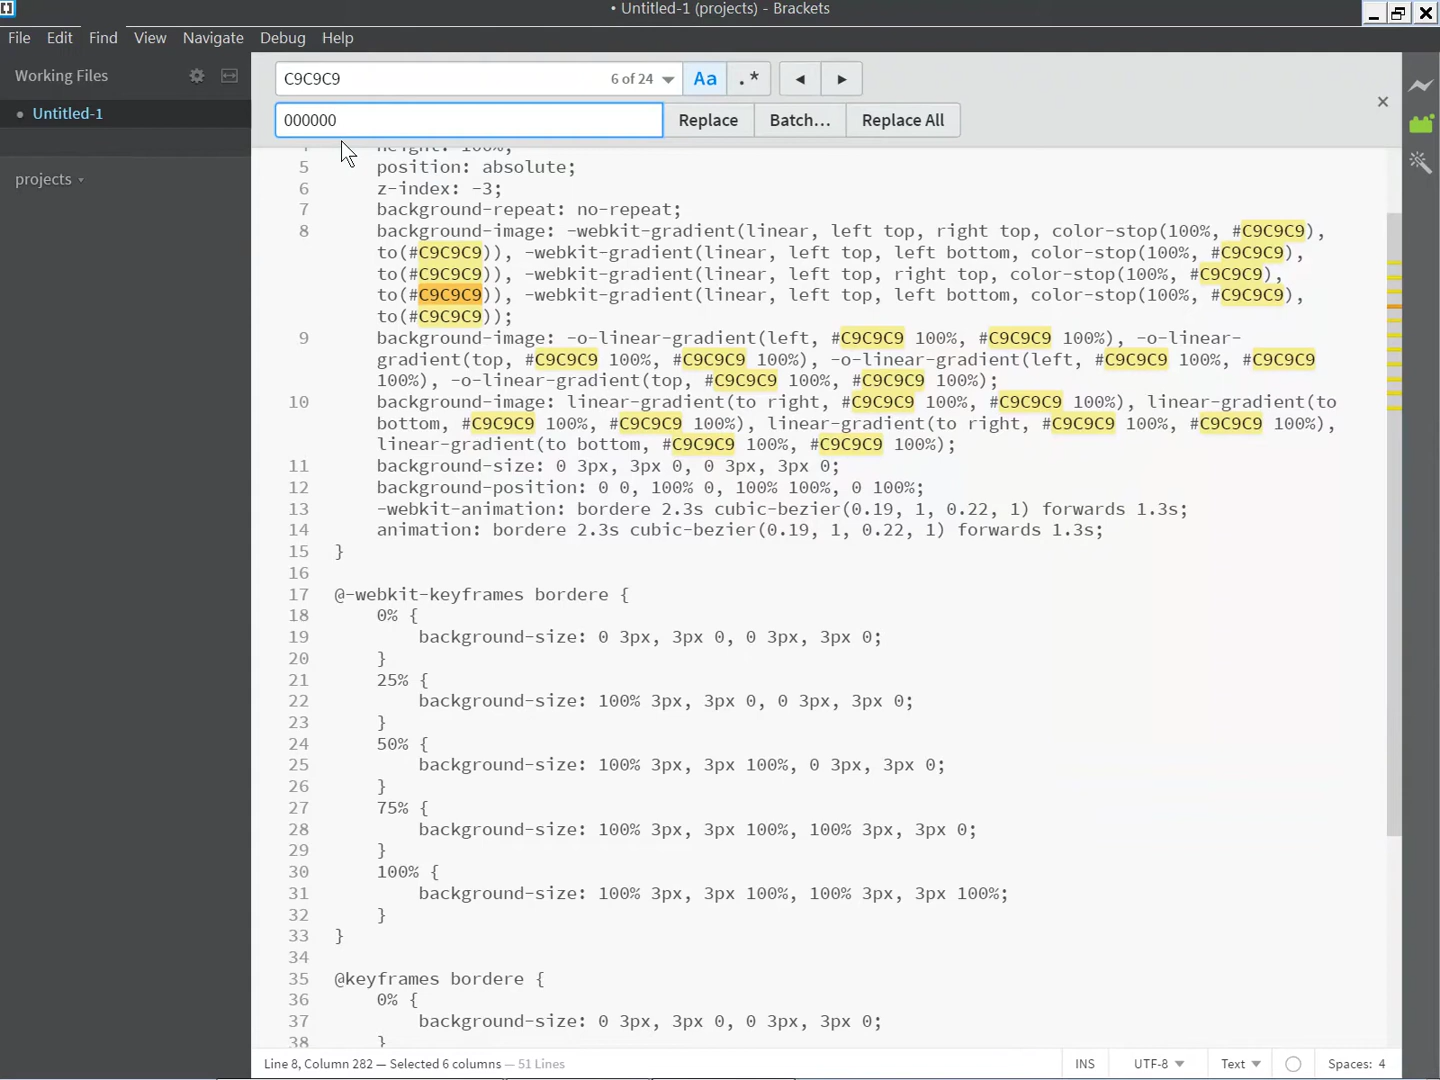 • Untitled-1 (projects) - Brackets
File Edit Find View Navigate Debug Help
Working Files
• Untitled-1
projects
C9C9C9 6 of 24 Aa .*
000000 Replace Batch... Replace All
4 height: 100%;
5 position: absolute;
6 z-index: -3;
7 background-repeat: no-repeat;
8 background-image: -webkit-gradient(linear, left top, right top, color-stop(100%, #C9C9C9),
to(#C9C9C9)), -webkit-gradient(linear, left top, left bottom, color-stop(100%, #C9C9C9),
to(#C9C9C9)), -webkit-gradient(linear, left top, right top, color-stop(100%, #C9C9C9),
to(#C9C9C9)), -webkit-gradient(linear, left top, left bottom, color-stop(100%, #C9C9C9),
to(#C9C9C9));
9 background-image: -o-linear-gradient(left, #C9C9C9 100%, #C9C9C9 100%), -o-linear-
gradient(top, #C9C9C9 100%, #C9C9C9 100%), -o-linear-gradient(left, #C9C9C9 100%, #C9C9C9
100%), -o-linear-gradient(top, #C9C9C9 100%, #C9C9C9 100%);
10 background-image: linear-gradient(to right, #C9C9C9 100%, #C9C9C9 100%), linear-gradient(to
bottom, #C9C9C9 100%, #C9C9C9 100%), linear-gradient(to right, #C9C9C9 100%, #C9C9C9 100%),
linear-gradient(to bottom, #C9C9C9 100%, #C9C9C9 100%);
11 background-size: 0 3px, 3px 0, 0 3px, 3px 0;
12 background-position: 0 0, 100% 0, 100% 100%, 0 100%;
13 -webkit-animation: bordere 2.3s cubic-bezier(0.19, 1, 0.22, 1) forwards 1.3s;
14 animation: bordere 2.3s cubic-bezier(0.19, 1, 0.22, 1) forwards 1.3s;
15 }
16
17 @-webkit-keyframes bordere {
18 0% {
19 background-size: 0 3px, 3px 0, 0 3px, 3px 0;
20 }
21 25% {
22 background-size: 100% 3px, 3px 0, 0 3px, 3px 0;
23 }
24 50% {
25 background-size: 100% 3px, 3px 100%, 0 3px, 3px 0;
26 }
27 75% {
28 background-size: 100% 3px, 3px 100%, 100% 3px, 3px 0;
29 }
30 100% {
31 background-size: 100% 3px, 3px 100%, 100% 3px, 3px 100%;
32 }
33 }
34
35 @keyframes bordere {
36 0% {
37 background-size: 0 3px, 3px 0, 0 3px, 3px 0;
38 }
Line 8, Column 282 — Selected 6 columns — 51 Lines INS UTF-8 Text Spaces: 4